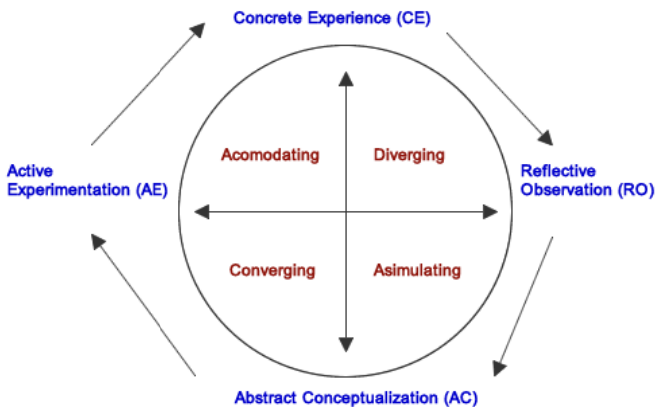 Concrete Experience (CE)
Acomodating
Diverging
Active
Experimentation (AE)
Reflective
Observation (RO)
Converging
Asimulating
Abstract Conceptualization (AC)